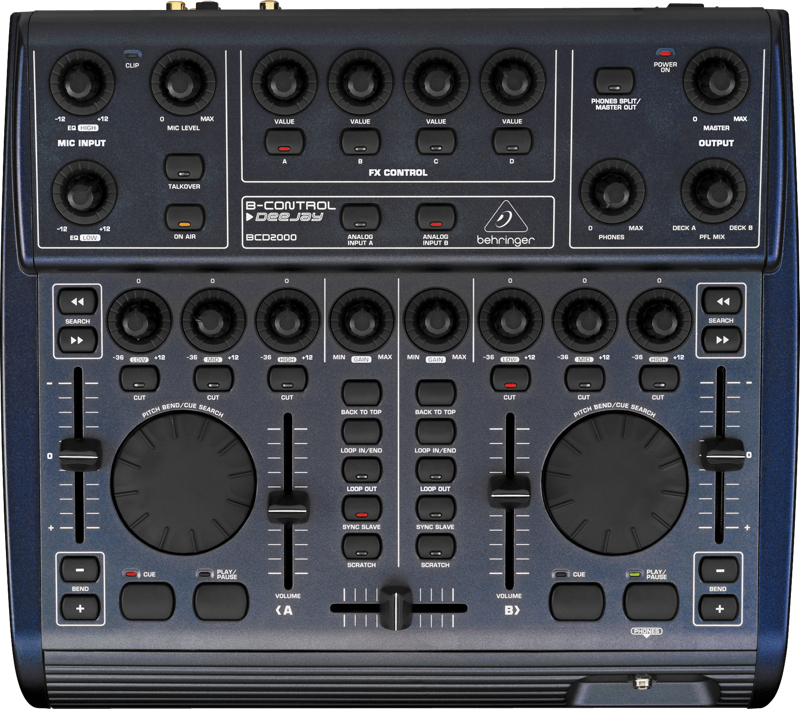 CLIP
POWER
ON
-12 +12
EQ HIGH
0 MAX
MIC LEVEL
MIC INPUT
VALUE VALUE VALUE VALUE
A B C D
FX CONTROL
PHONES SPLIT/
MASTER OUT
0 MAX
MASTER
OUTPUT
TALKOVER
-12 +12
EQ LOW
ON AIR
B-CONTROL
DEEJAY
BCD2000
ANALOG
INPUT A
ANALOG
INPUT B
behringer
0 MAX
PHONES
DECK A DECK B
PFL MIX
0 0 0 0 0 0
SEARCH
-36 LOW +12
-36 MID +12
-36 HIGH +12
MIN GAIN MAX
MIN GAIN MAX
-36 LOW +12
-36 MID +12
-36 HIGH +12
SEARCH
CUT CUT CUT CUT CUT CUT
- -
PITCH BEND/CUE SEARCH
BACK TO TOP
BACK TO TOP
PITCH BEND/CUE SEARCH
0 0
LOOP IN/END
LOOP IN/END
LOOP OUT
LOOP OUT
SYNC SLAVE
SYNC SLAVE
+ +
SCRATCH
SCRATCH
-
BEND
+
CUE
PLAY/
PAUSE
VOLUME
A
VOLUME
B
CUE
PLAY/
PAUSE
-
BEND
+
PHONES